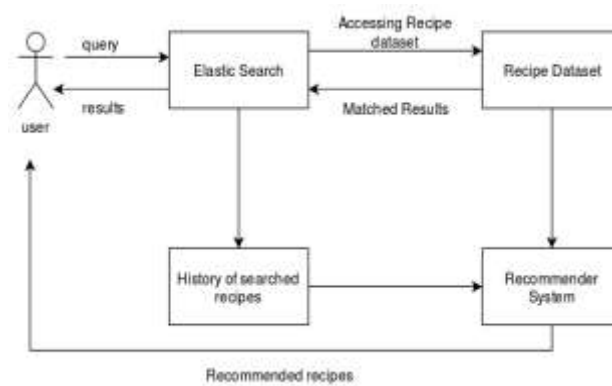 Accessing Recipe
dataset
query
Elastic Search
Recipe Dataset
results
Matched Results
user
History of searched
recipes
Recommender
System
Recommended recipes